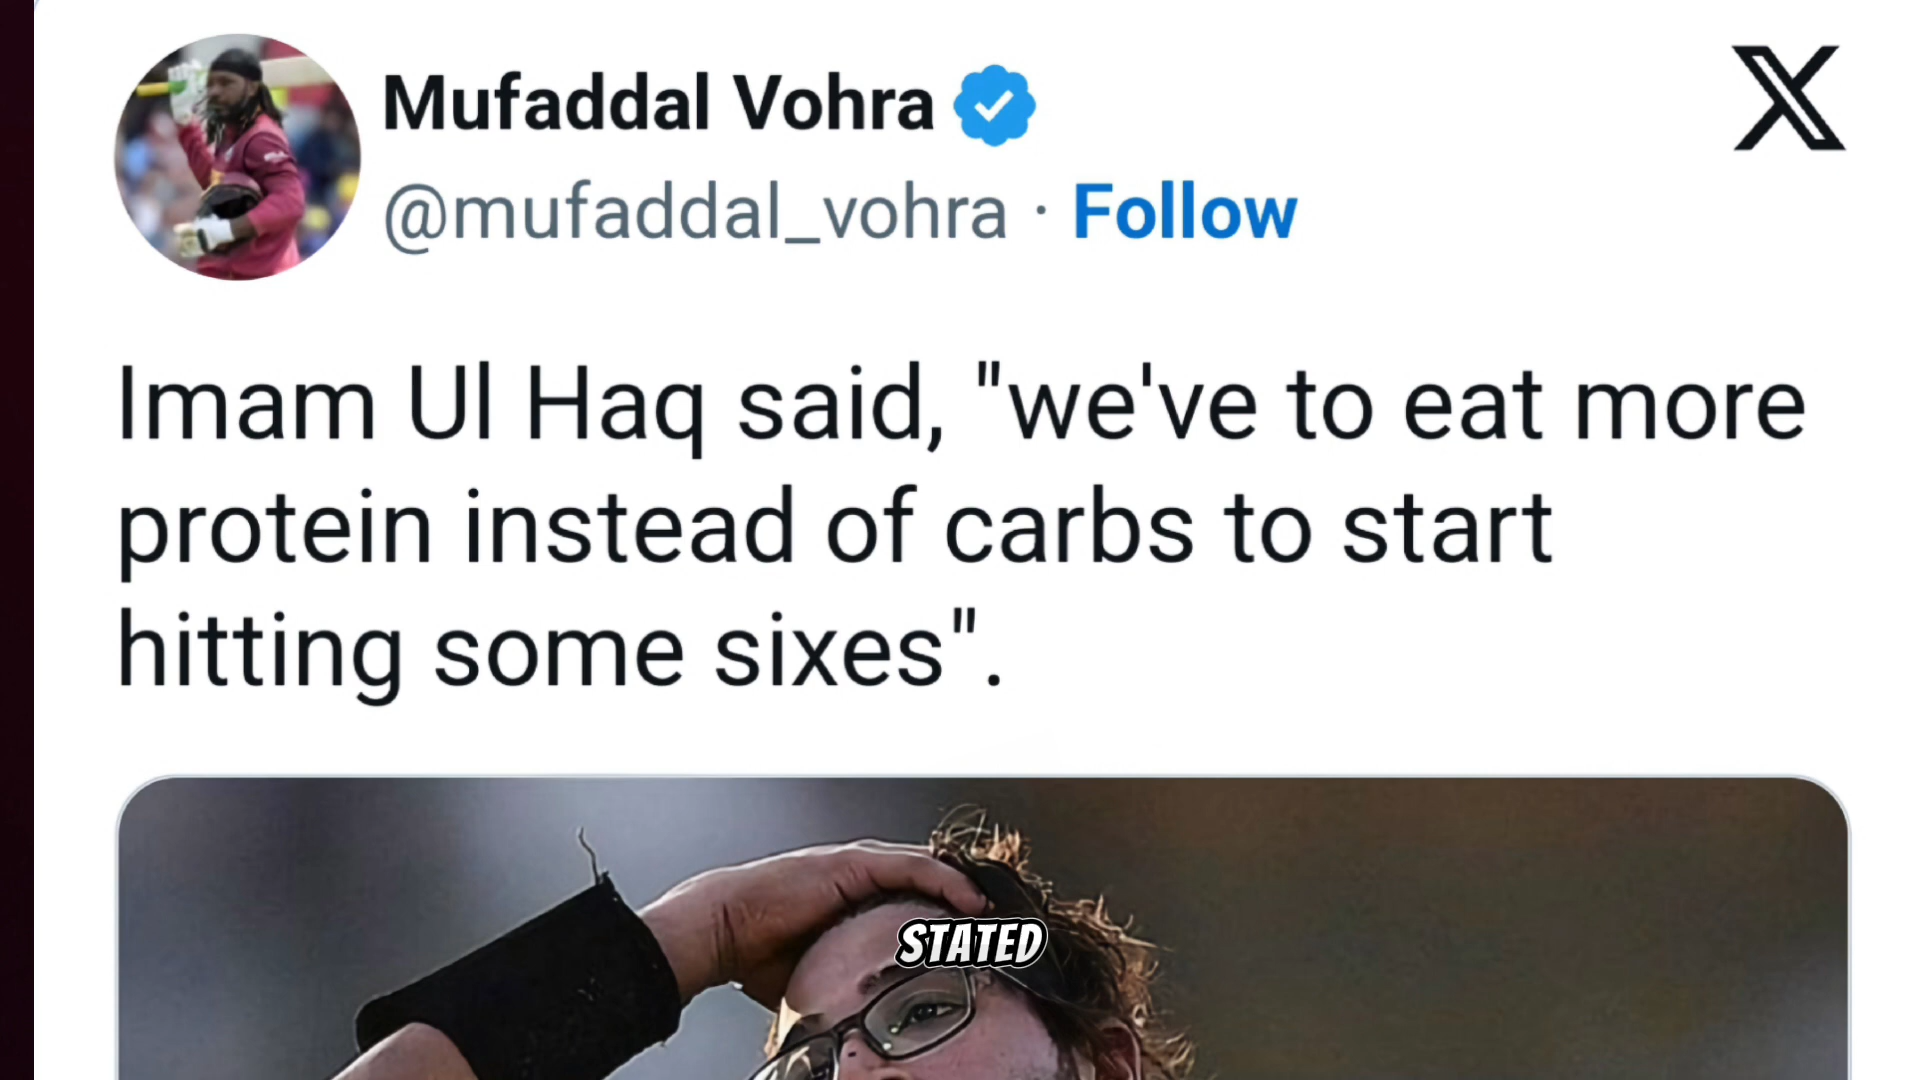 Mufaddal Vohra
@mufaddal_vohra · Follow
Imam Ul Haq said, "we've to eat more
protein instead of carbs to start
hitting some sixes".
STATED